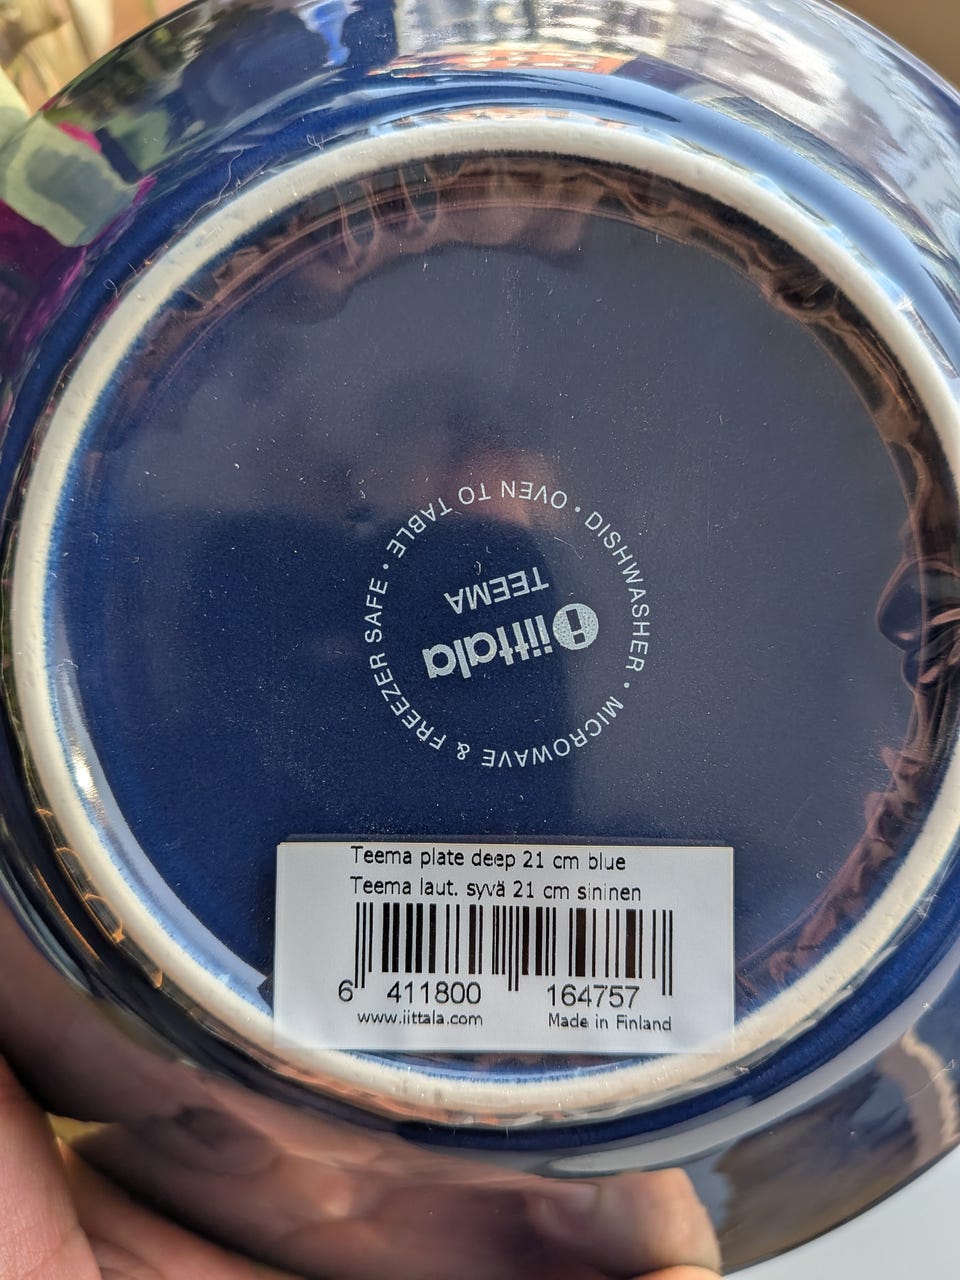 OVEN TO TABLE • DISHWASHER • MICROWAVE & FREEZER SAFE •
iittala
TEEMA
Teema plate deep 21 cm blue
Teema laut. syvä 21 cm sininen
6 411800 164757
www.iittala.com Made in Finland